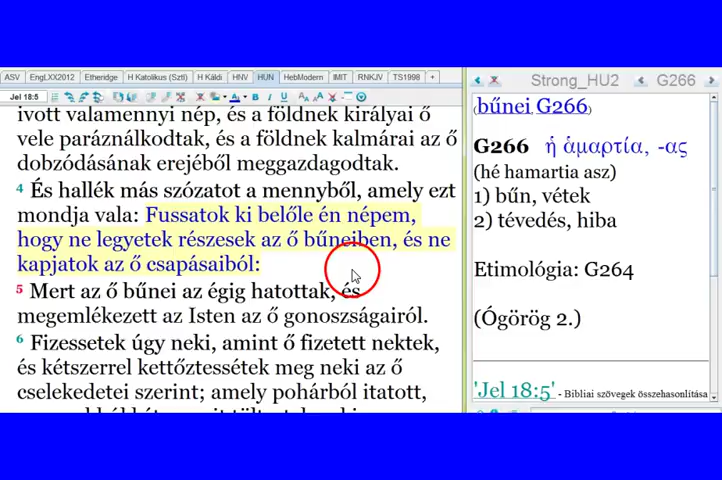 ASV EngLXX2012 Etheridge H Katolikus (SztI) H Káldi HNV HUN HebModern IMIT RNKJV TS1998 +
Jel 18:5
ivott valamennyi nép, és a földnek királyai ő
vele paráználkodtak, és a földnek kalmárai az ő
dobzódásának erejéből meggazdagodtak.
4 És hallék más szózatot a mennyből, amely ezt
mondja vala: Fussatok ki belőle én népem,
hogy ne legyetek részesek az ő bűneiben, és ne
kapjatok az ő csapásaiból:
5 Mert az ő bűnei az égig hatottak, és
megemlékezett az Isten az ő gonoszságairól.
6 Fizessetek úgy neki, amint ő fizetett nektek,
és kétszerrel kettőztessétek meg neki az ő
cselekedetei szerint; amely pohárból itatott,
Strong_HU2 G266
(bűnei G266)
G266 ἡ ἁμαρτία, -ας
(hé hamartia asz)
1) bűn, vétek
2) tévedés, hiba
Etimológia: G264
(Ógörög 2.)
'Jel 18:5' - Bibliai szövegek összehasonlítása